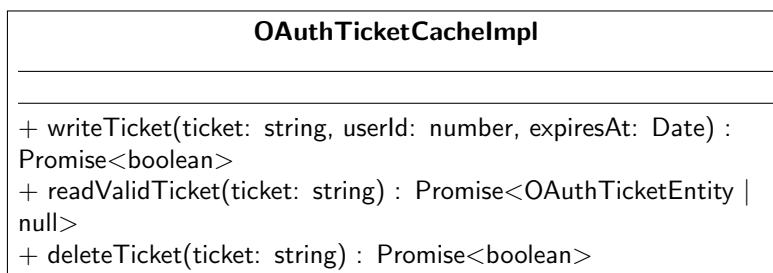 OAuthTicketCacheImpl
+ writeTicket(ticket: string, userId: number, expiresAt: Date) :
Promise<boolean>
+ readValidTicket(ticket: string) : Promise<OAuthTicketEntity |
null>
+ deleteTicket(ticket: string) : Promise<boolean>